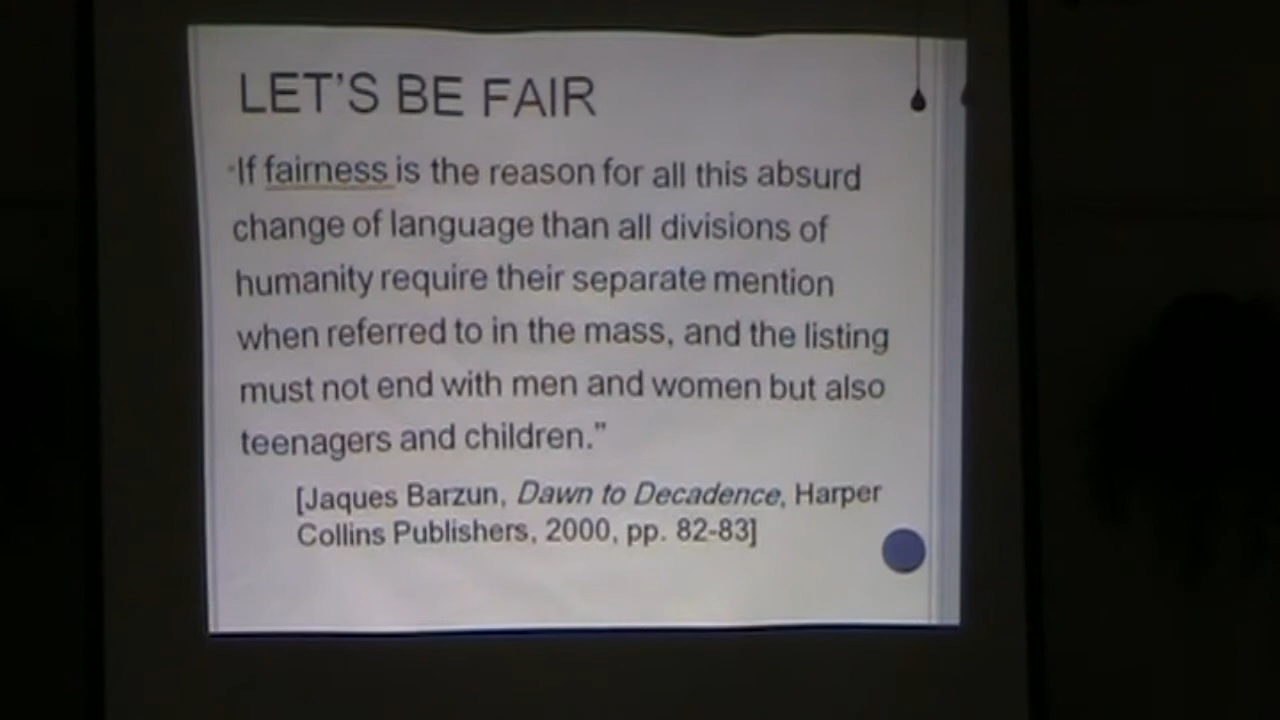 LET'S BE FAIR
"If fairness is the reason for all this absurd
change of language than all divisions of
humanity require their separate mention
when referred to in the mass, and the listing
must not end with men and women but also
teenagers and children."
[Jaques Barzun, Dawn to Decadence, Harper
Collins Publishers, 2000, pp. 82-83]